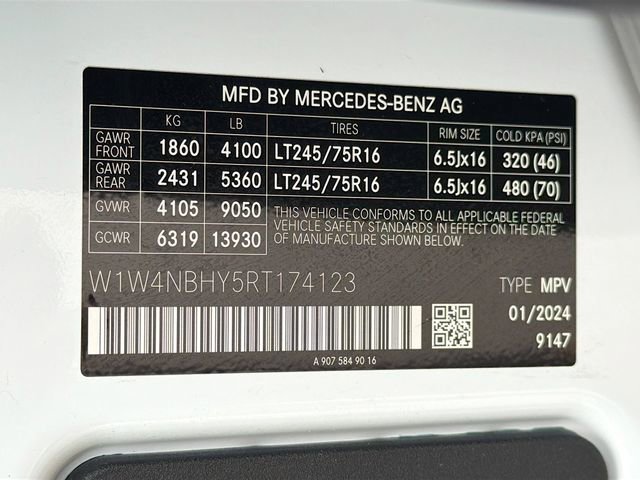 MFD BY MERCEDES-BENZ AG
KG LB TIRES RIM SIZE COLD KPA (PSI)
GAWR FRONT 1860 4100 LT245/75R16 6.5Jx16 320 (46)
GAWR REAR 2431 5360 LT245/75R16 6.5Jx16 480 (70)
GVWR 4105 9050
GCWR 6319 13930
THIS VEHICLE CONFORMS TO ALL APPLICABLE FEDERAL
VEHICLE SAFETY STANDARDS IN EFFECT ON THE DATE
OF MANUFACTURE SHOWN ABOVE.
W1W4NBHY5RT174123
TYPE MPV
01/2024
9147
A 907 584 90 16